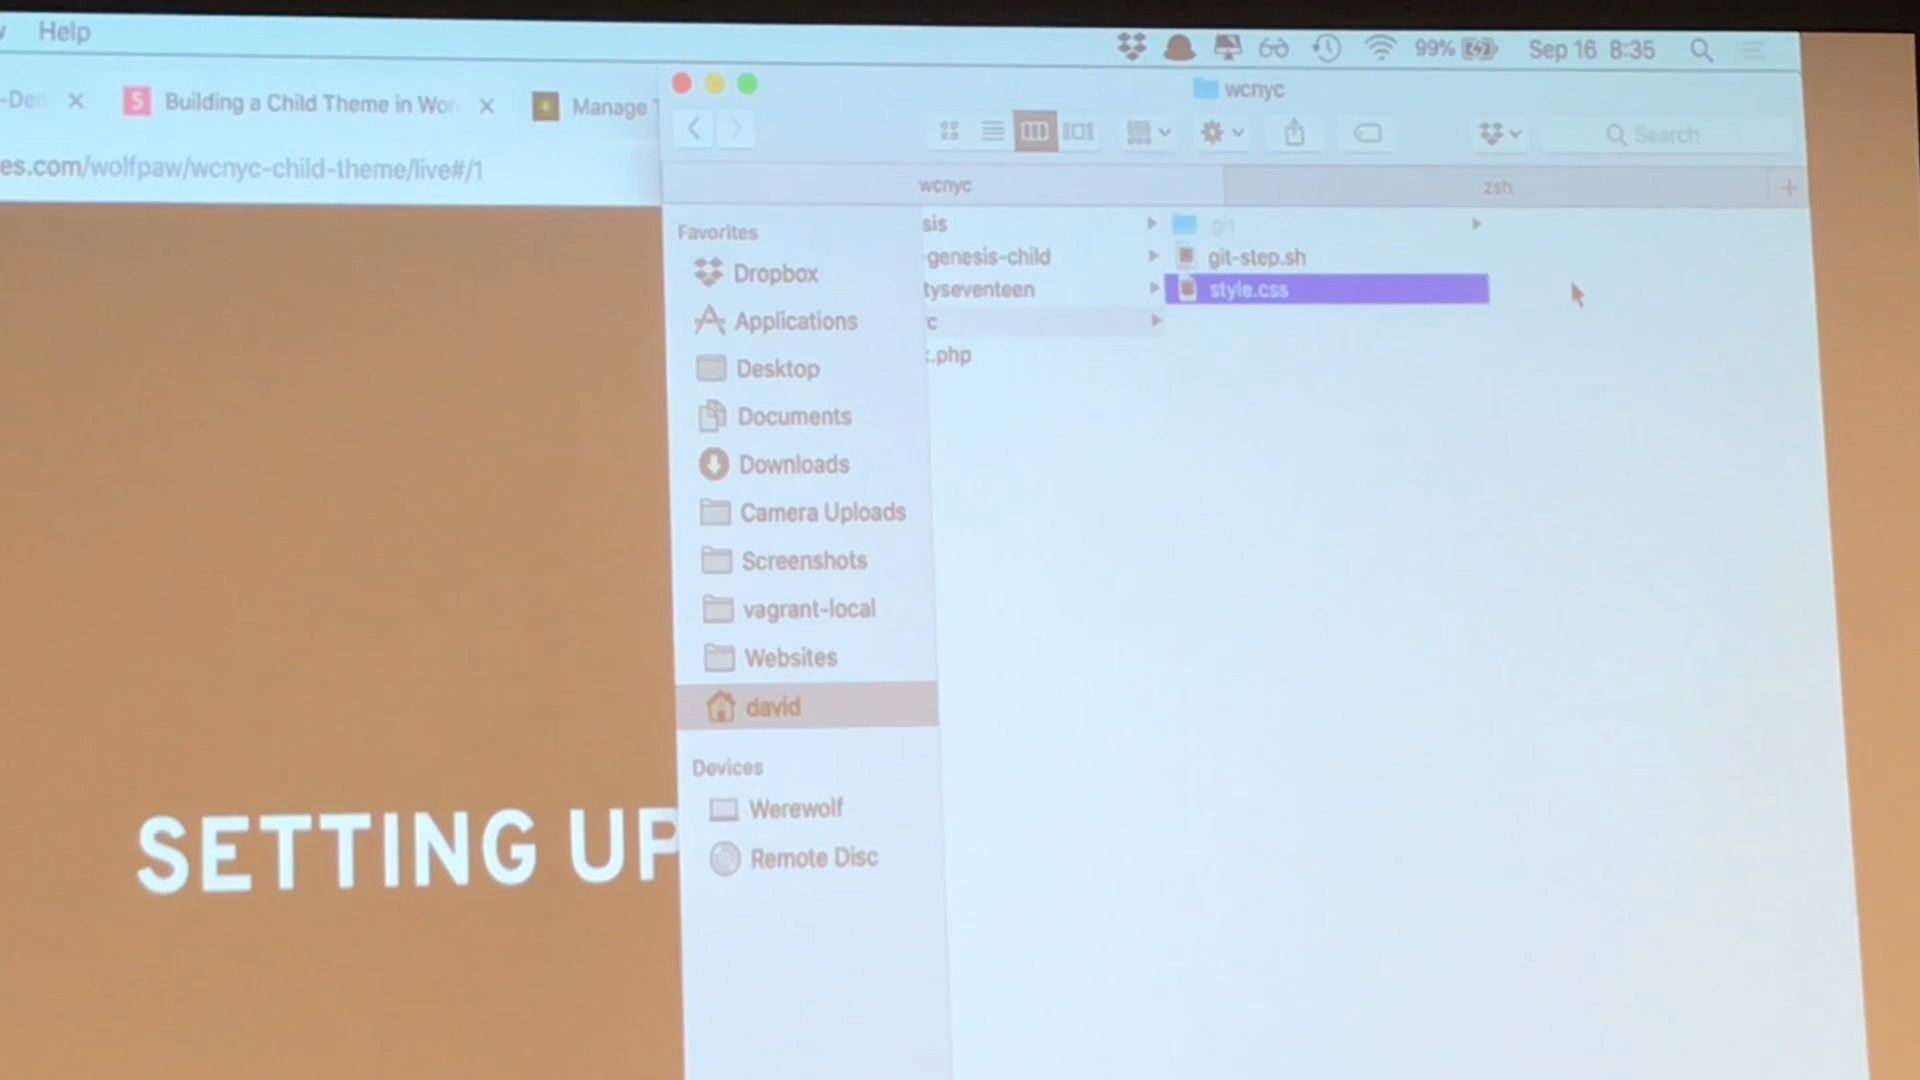 Help
99%
Sep 16 8:35
Building a Child Theme in Wor
Manage
wcnyc
Search
es.com/wolfpaw/wcnyc-child-theme/live#/1
wcnyc
zsh
Favorites
Dropbox
Applications
Desktop
Documents
Downloads
Camera Uploads
Screenshots
vagrant-local
Websites
david
Devices
Werewolf
Remote Disc
sis
-genesis-child
tyseventeen
c
.php
.git
git-step.sh
style.css
SETTING UP